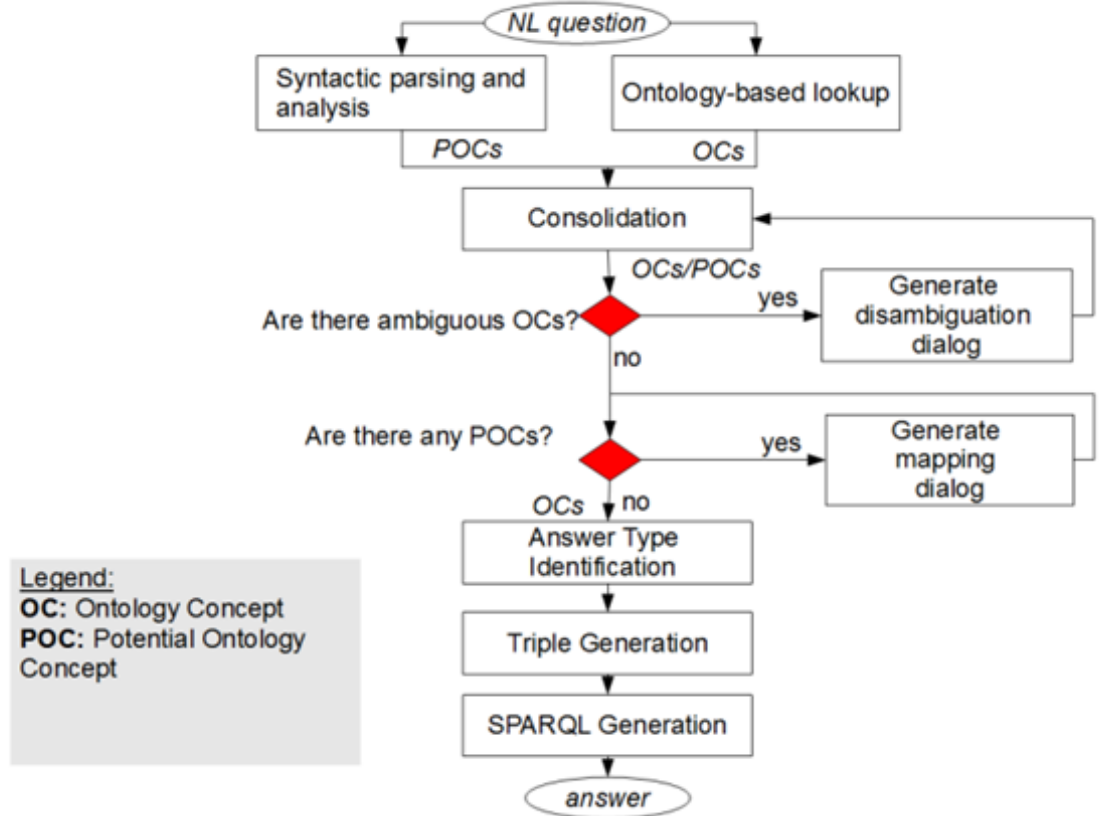 NL question
Syntactic parsing and
analysis
Ontology-based lookup
POCs
OCs
Consolidation
OCs/POCs
Are there ambiguous OCs?
yes
Generate
disambiguation
dialog
no
Are there any POCs?
yes
Generate
mapping
dialog
OCs
no
Answer Type
Identification
Triple Generation
SPARQL Generation
answer
Legend:
OC: Ontology Concept
POC: Potential Ontology
Concept